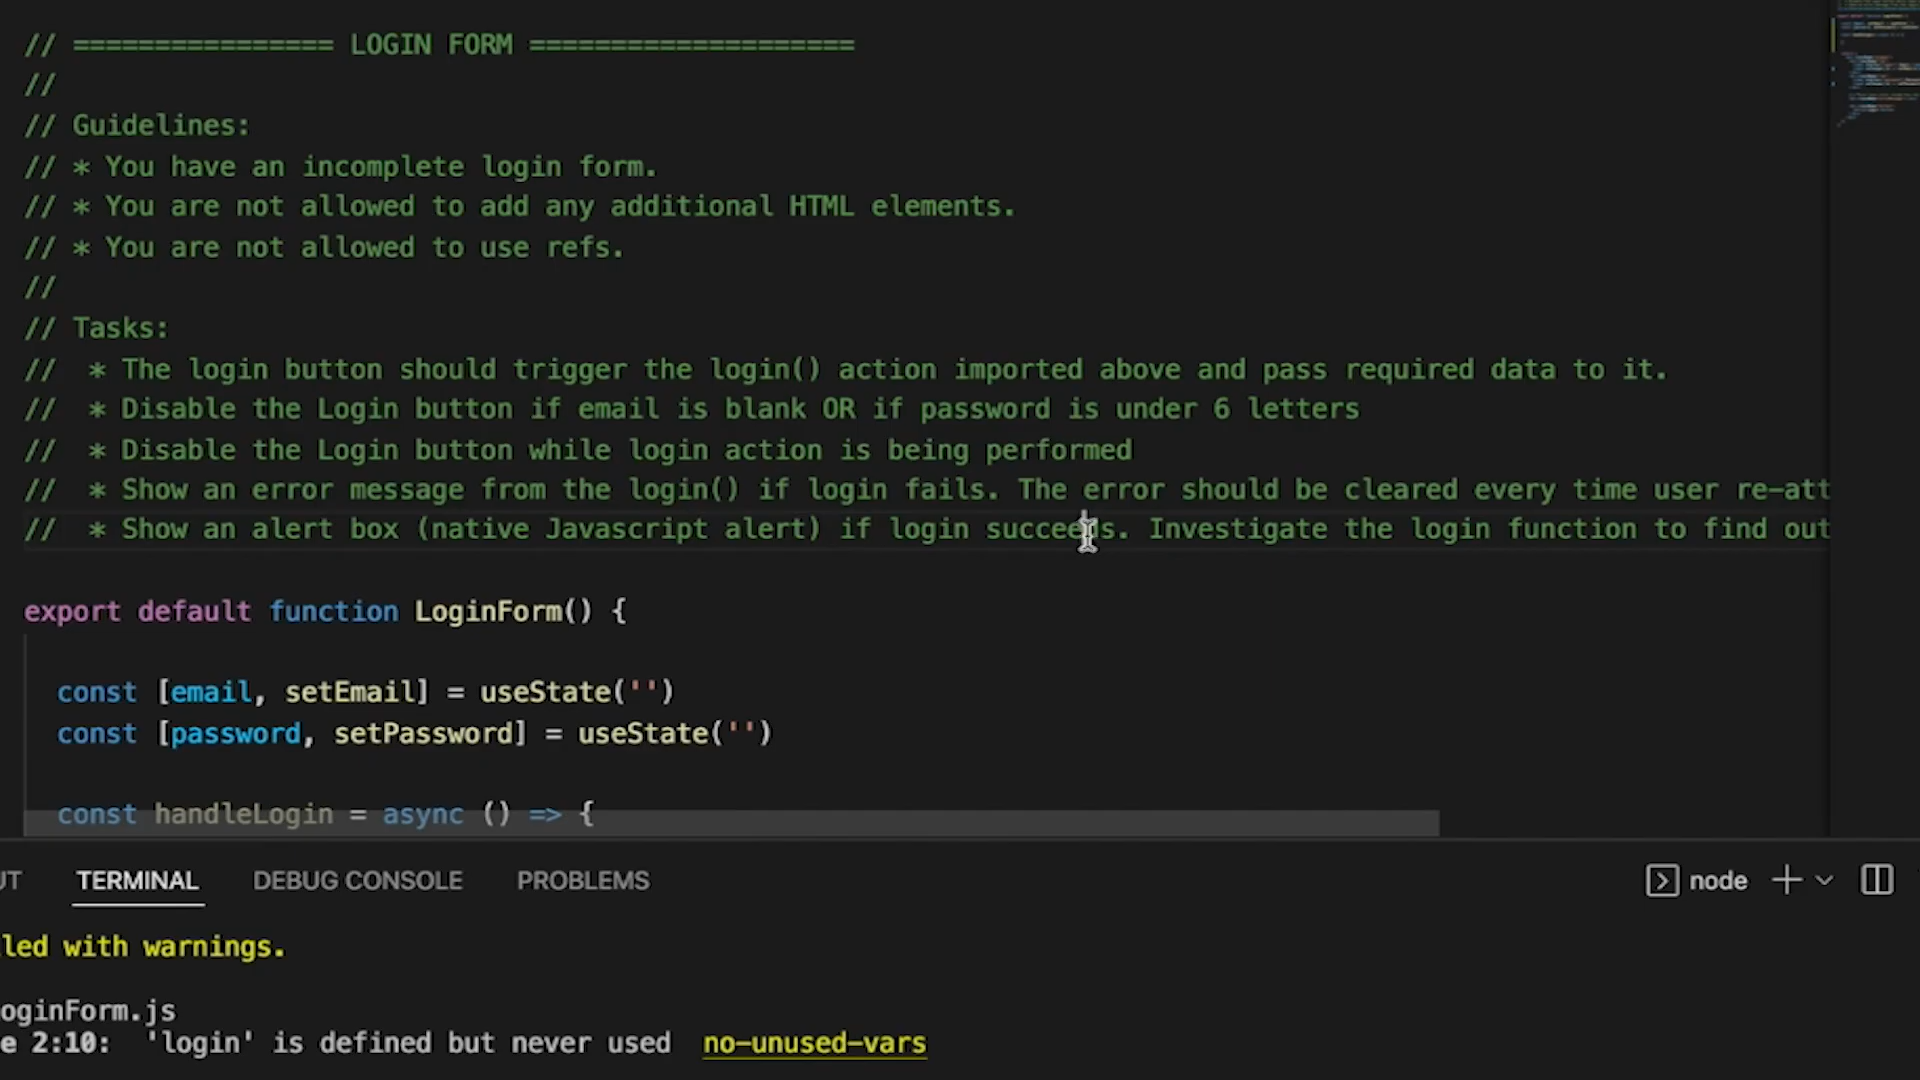 // ================ LOGIN FORM ====================
//
// Guidelines:
// * You have an incomplete login form.
// * You are not allowed to add any additional HTML elements.
// * You are not allowed to use refs.
//
// Tasks:
//  * The login button should trigger the login() action imported above and pass required data to it.
//  * Disable the Login button if email is blank OR if password is under 6 letters
//  * Disable the Login button while login action is being performed
//  * Show an error message from the login() if login fails. The error should be cleared every time user re-att
//  * Show an alert box (native Javascript alert) if login succeeds. Investigate the login function to find out
export default function LoginForm() {
const [email, setEmail] = useState('')
const [password, setPassword] = useState('')
const handleLogin = async () => {
UT TERMINAL DEBUG CONSOLE PROBLEMS node
led with warnings.
oginForm.js
e 2:10: 'login' is defined but never used no-unused-vars